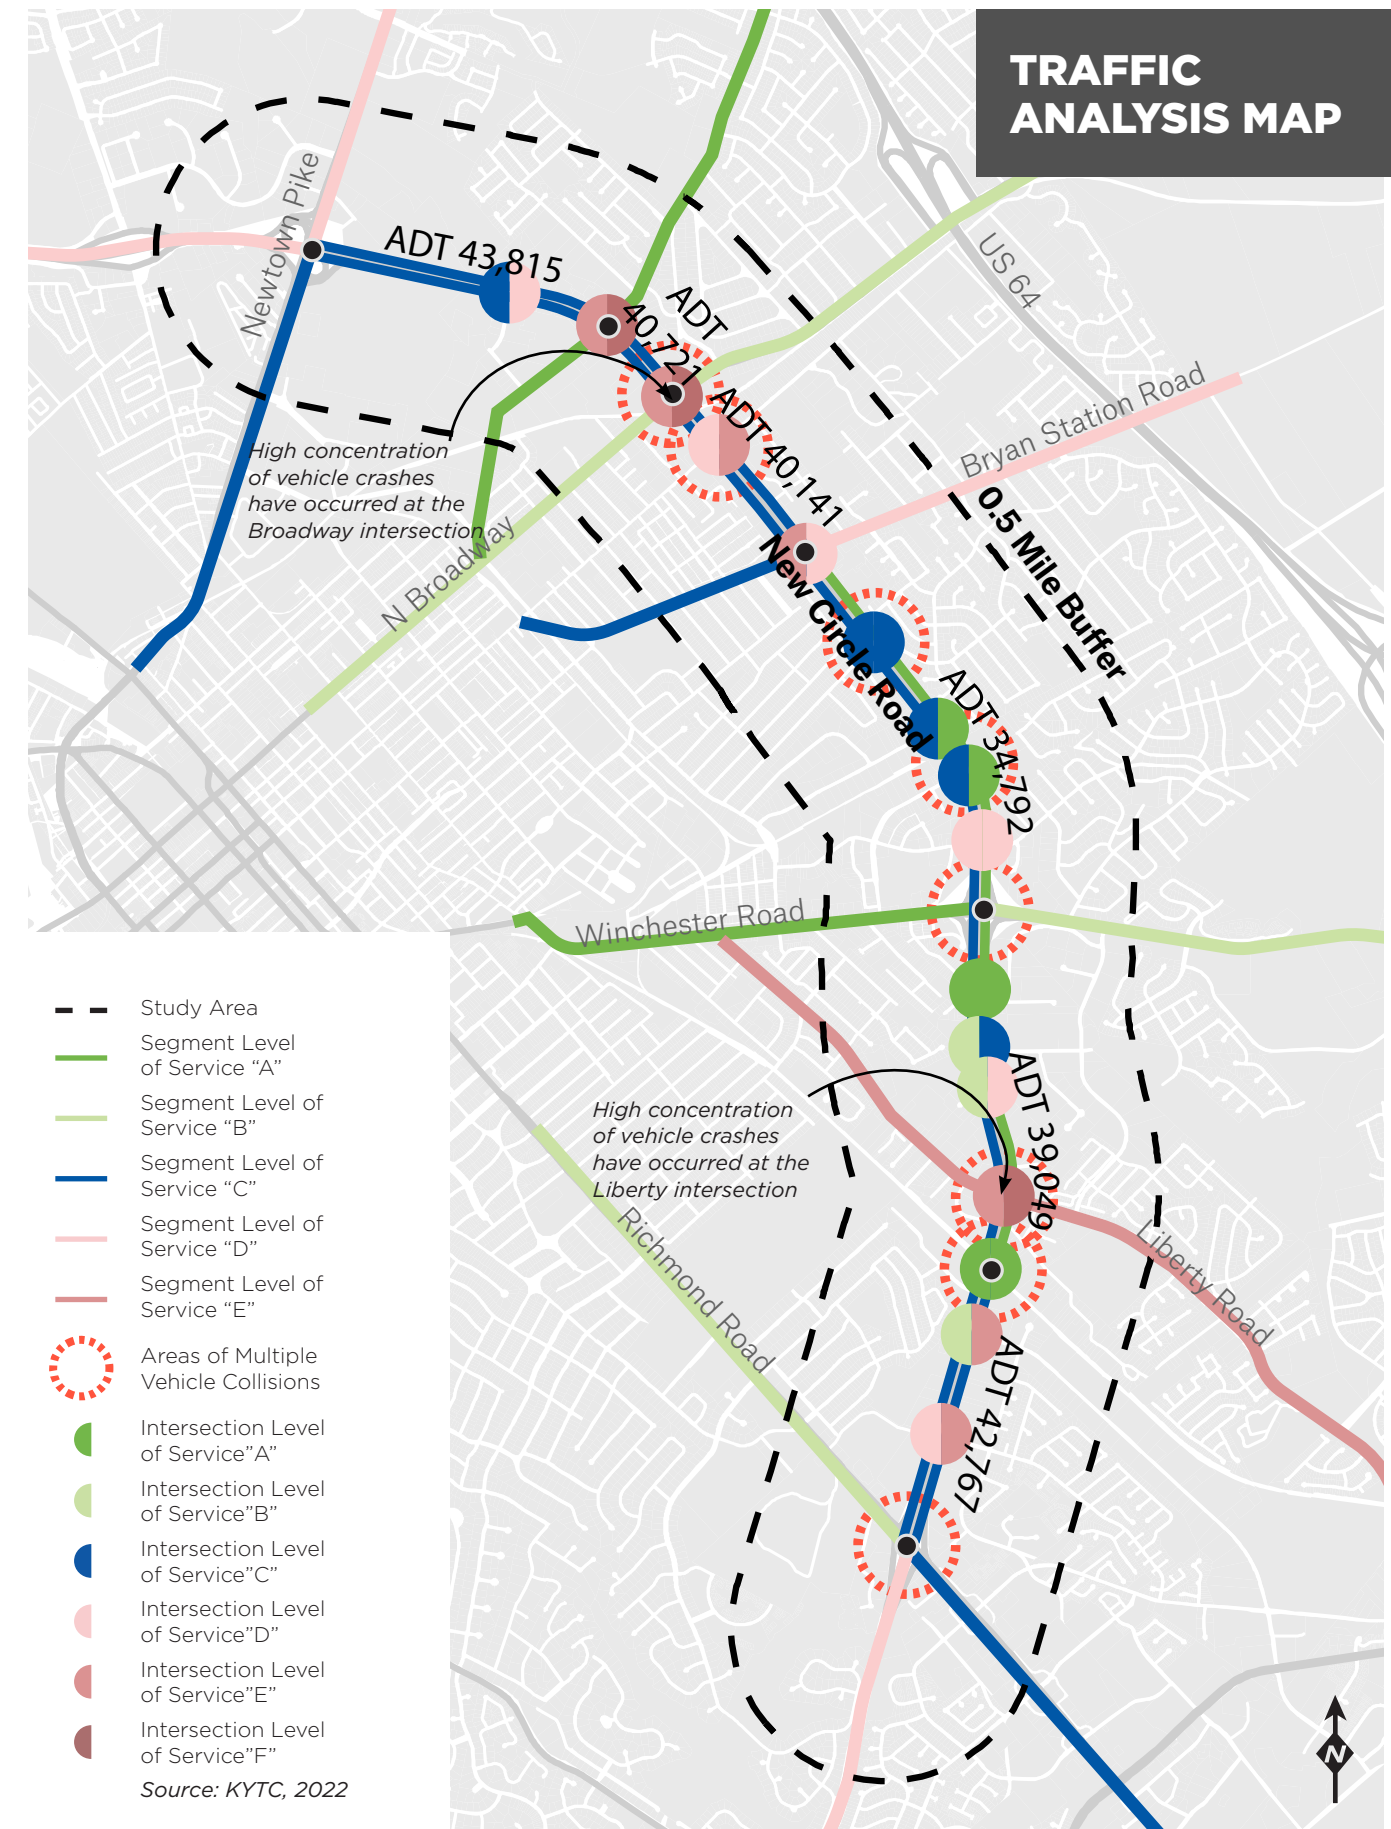 TRAFFIC
ANALYSIS MAP
Newtown Pike
ADT 43,815
ADT
40,721
ADT 40,141
US 64
Bryan Station Road
0.5 Mile Buffer
High concentration
of vehicle crashes
have occurred at the
Broadway intersection
N Broadway
New Circle Road
ADT 34,792
Winchester Road
High concentration
of vehicle crashes
have occurred at the
Liberty intersection
ADT 39,049
Richmond Road
Liberty Road
ADT 42,767
Study Area
Segment Level
of Service “A”
Segment Level of
Service “B”
Segment Level of
Service “C”
Segment Level of
Service “D”
Segment Level of
Service “E”
Areas of Multiple
Vehicle Collisions
Intersection Level
of Service”A”
Intersection Level
of Service”B”
Intersection Level
of Service”C”
Intersection Level
of Service”D”
Intersection Level
of Service”E”
Intersection Level
of Service”F”
Source: KYTC, 2022
N